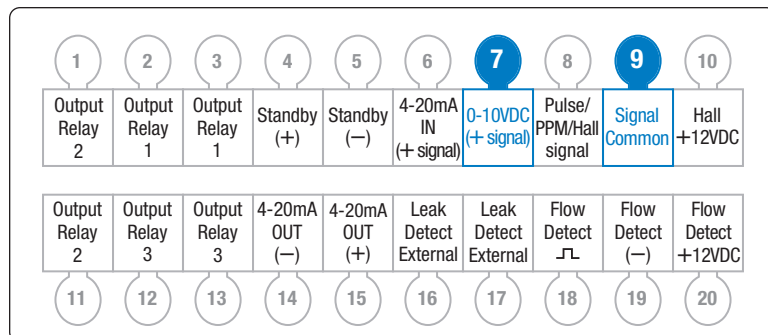 1 2 3 4 5 6 7 8 9 10
Output Relay 2
Output Relay 1
Output Relay 1
Standby (+)
Standby (−)
4-20mA IN (+ signal)
0-10VDC (+ signal)
Pulse/ PPM/Hall signal
Signal Common
Hall +12VDC
Output Relay 2
Output Relay 3
Output Relay 3
4-20mA OUT (−)
4-20mA OUT (+)
Leak Detect External
Leak Detect External
Flow Detect
Flow Detect (−)
Flow Detect +12VDC
11 12 13 14 15 16 17 18 19 20